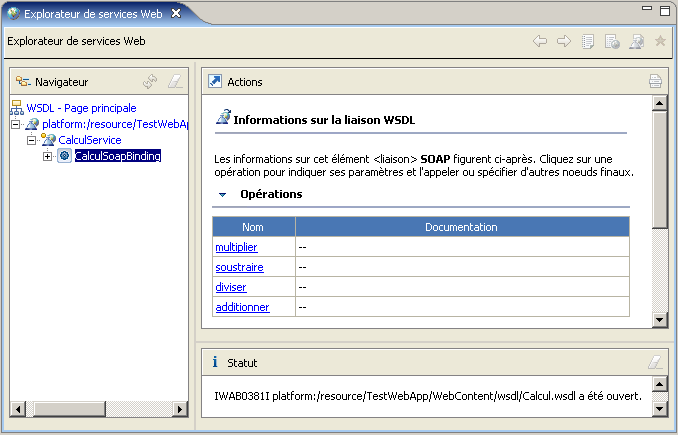 Explorateur de services Web
Explorateur de services Web
Navigateur
WSDL - Page principale
platform:/resource/TestWebAp
CalculService
CalculSoapBinding
Actions
Informations sur la liaison WSDL
Les informations sur cet élément <liaison> SOAP figurent ci-après. Cliquez sur une
opération pour indiquer ses paramètres et l'appeler ou spécifier d'autres noeuds finaux.
Opérations
Nom Documentation
multiplier --
soustraire --
diviser --
additionner --
Statut
IWAB0381I platform:/resource/TestWebApp/WebContent/wsdl/Calcul.wsdl a été ouvert.